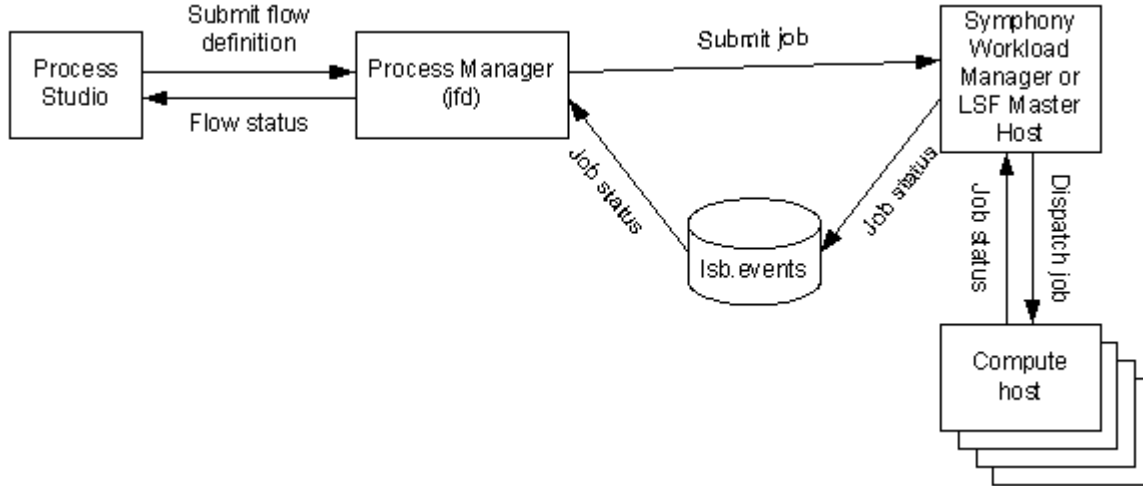 Submit flow
definition
Process
Studio
Flow status
Process Manager
(jfd)
Submit job
Symphony
Workload
Manager or
LSF Master
Host
Job status
Job status
lsb.events
Job status
Dispatch job
Compute
host